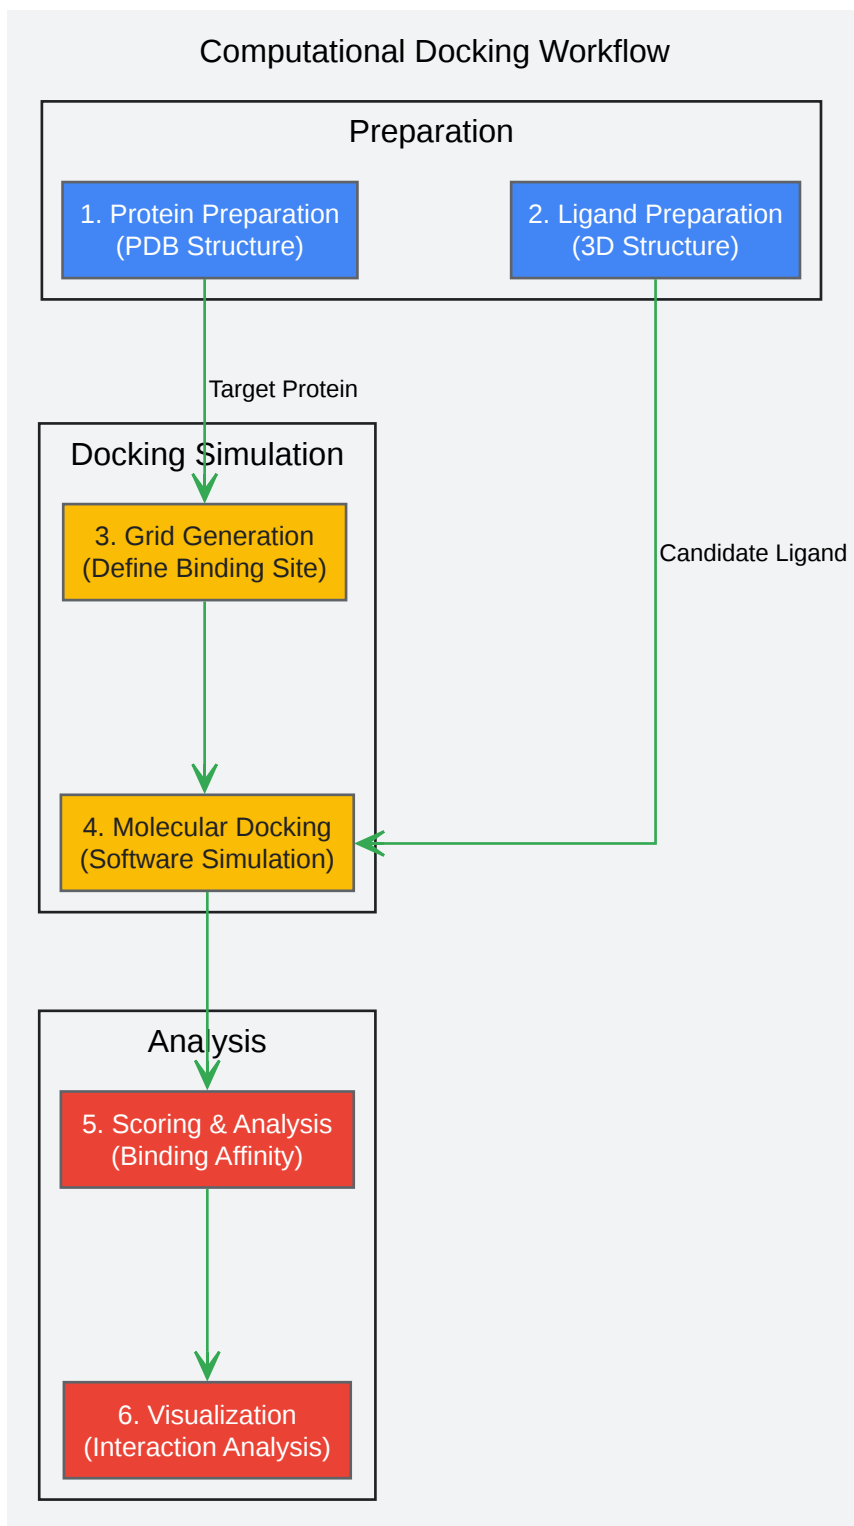 Computational Docking Workflow
Preparation
1. Protein Preparation
(PDB Structure)
2. Ligand Preparation
(3D Structure)
Target Protein
Docking Simulation
3. Grid Generation
(Define Binding Site)
Candidate Ligand
4. Molecular Docking
(Software Simulation)
Analysis
5. Scoring & Analysis
(Binding Affinity)
6. Visualization
(Interaction Analysis)